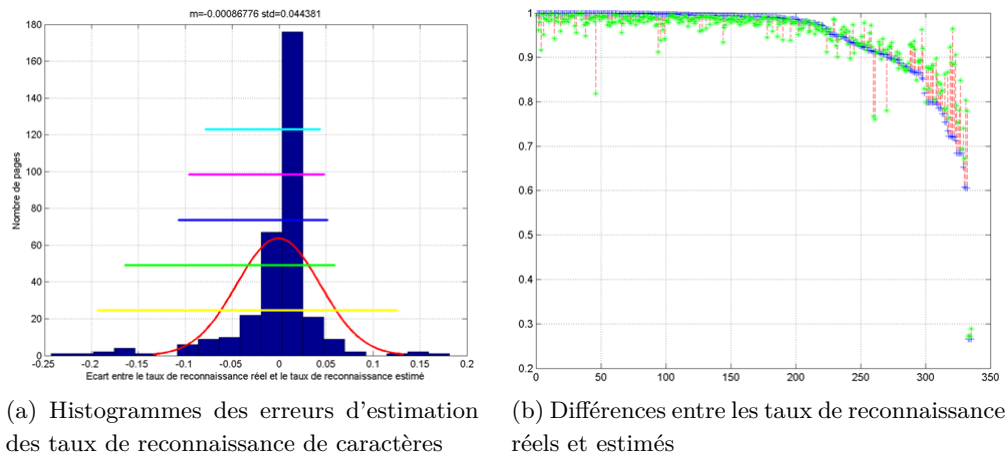 m=-0.00086776 std=0.044381
Nombre de pages
180
160
140
120
100
80
60
40
20
0
-0.25 -0.2 -0.15 -0.1 -0.05 0 0.05 0.1 0.15 0.2
Ecart entre le taux de reconnaissance réel et le taux de reconnaissance estimé
(a) Histogrammes des erreurs d'estimation
des taux de reconnaissance de caractères
1
0.9
0.8
0.7
0.6
0.5
0.4
0.3
0.2
0 50 100 150 200 250 300 350
(b) Différences entre les taux de reconnaissance
réels et estimés